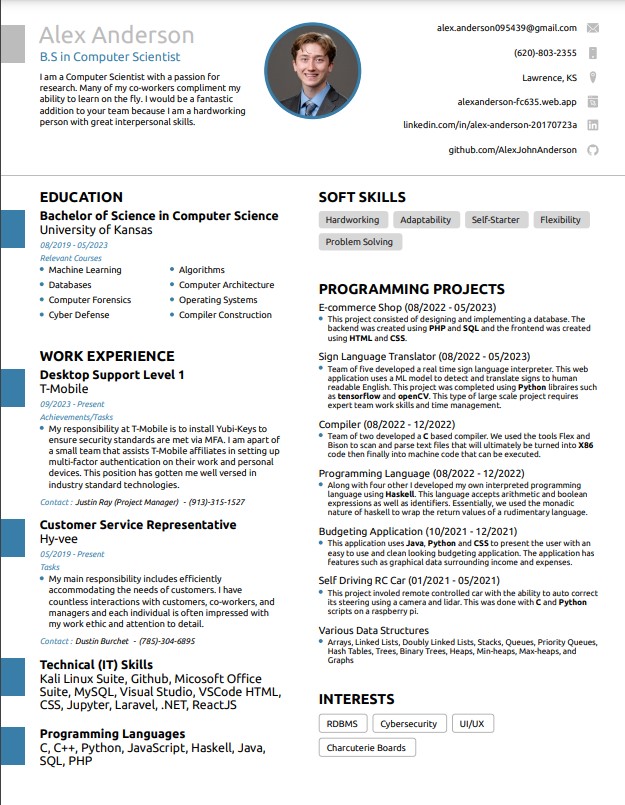 Alex Anderson
B.S in Computer Scientist
I am a Computer Scientist with a passion for
research. Many of my co-workers compliment my
ability to learn on the fly. I would be a fantastic
addition to your team because I am a hardworking
person with great interpersonal skills.
alex.anderson095439@gmail.com
(620)-803-2355
Lawrence, KS
alexanderson-fc635.web.app
linkedin.com/in/alex-anderson-20170723a
github.com/AlexJohnAnderson
EDUCATION
Bachelor of Science in Computer Science
University of Kansas
08/2019 - 05/2023
Relevant Courses
Machine Learning
Algorithms
Databases
Computer Architecture
Computer Forensics
Operating Systems
Cyber Defense
Compiler Construction
WORK EXPERIENCE
Desktop Support Level 1
T-Mobile
09/2023 - Present
Achievements/Tasks
My responsibility at T-Mobile is to install Yubi-Keys to
ensure security standards are met via MFA. I am apart of
a small team that assists T-Mobile affiliates in setting up
multi-factor authentication on their work and personal
devices. This position has gotten me well versed in
industry standard technologies.
Contact : Justin Ray (Project Manager) - (913)-315-1527
Customer Service Representative
Hy-vee
05/2019 - Present
Tasks
My main responsibility includes efficiently
accommodating the needs of customers. I have
countless interactions with customers, co-workers, and
managers and each individual is often impressed with
my work ethic and attention to detail.
Contact : Dustin Burchet - (785)-304-6895
Technical (IT) Skills
Kali Linux Suite, Github, Micosoft Office
Suite, MySQL, Visual Studio, VSCode HTML,
CSS, Jupyter, Laravel, .NET, ReactJS
Programming Languages
C, C++, Python, JavaScript, Haskell, Java,
SQL, PHP
SOFT SKILLS
Hardworking Adaptability Self-Starter Flexibility
Problem Solving
PROGRAMMING PROJECTS
E-commerce Shop (08/2022 - 05/2023)
This project consisted of designing and implementing a database. The
backend was created using PHP and SQL and the frontend was created
using HTML and CSS.
Sign Language Translator (08/2022 - 05/2023)
Team of five developed a real time sign language interpreter. This web
application uses a ML model to detect and translate signs to human
readable English. This project was completed using Python libraires such
as tensorflow and openCV. This type of large scale project requires
expert team work skills and time management.
Compiler (08/2022 - 12/2022)
Team of two developed a C based compiler. We used the tools Flex and
Bison to scan and parse text files that will ultimately be turned into X86
code then finally into machine code that can be executed.
Programming Language (08/2022 - 12/2022)
Along with four other I developed my own interpreted programming
language using Haskell. This language accepts arithmetic and boolean
expressions as well as identifiers. Essentially, we used the monadic
nature of haskell to wrap the return values of a rudimentary language.
Budgeting Application (10/2021 - 12/2021)
This application uses Java, Python and CSS to present the user with an
easy to use and clean looking budgeting application. The application has
features such as graphical data surrounding income and expenses.
Self Driving RC Car (01/2021 - 05/2021)
This project involed remote controlled car with the ability to auto correct
its steering using a camera and lidar. This was done with C and Python
scripts on a raspberry pi.
Various Data Structures
Arrays, Linked Lists, Doubly Linked Lists, Stacks, Queues, Priority Queues,
Hash Tables, Trees, Binary Trees, Heaps, Min-heaps, Max-heaps, and
Graphs
INTERESTS
RDBMS Cybersecurity UI/UX
Charcuterie Boards